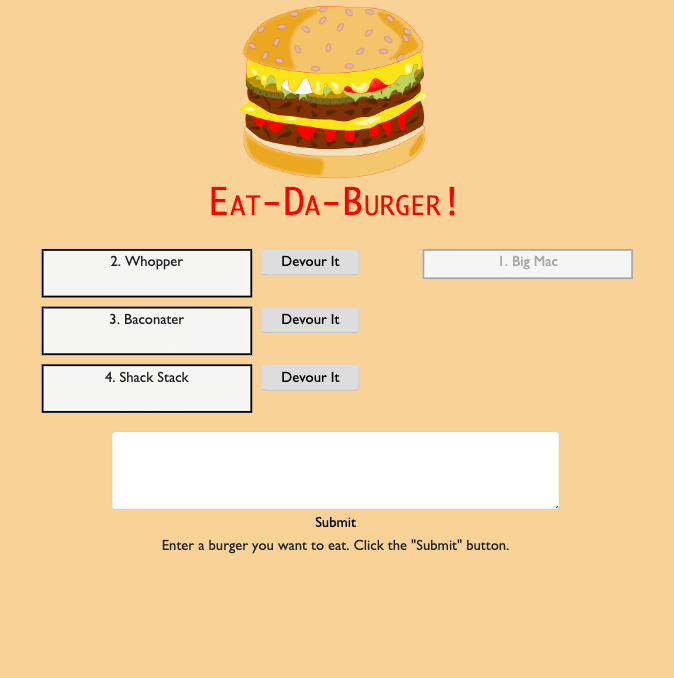 Eat-Da-Burger!
2. Whopper
Devour It
1. Big Mac
3. Baconater
Devour It
4. Shack Stack
Devour It
Submit
Enter a burger you want to eat. Click the "Submit" button.